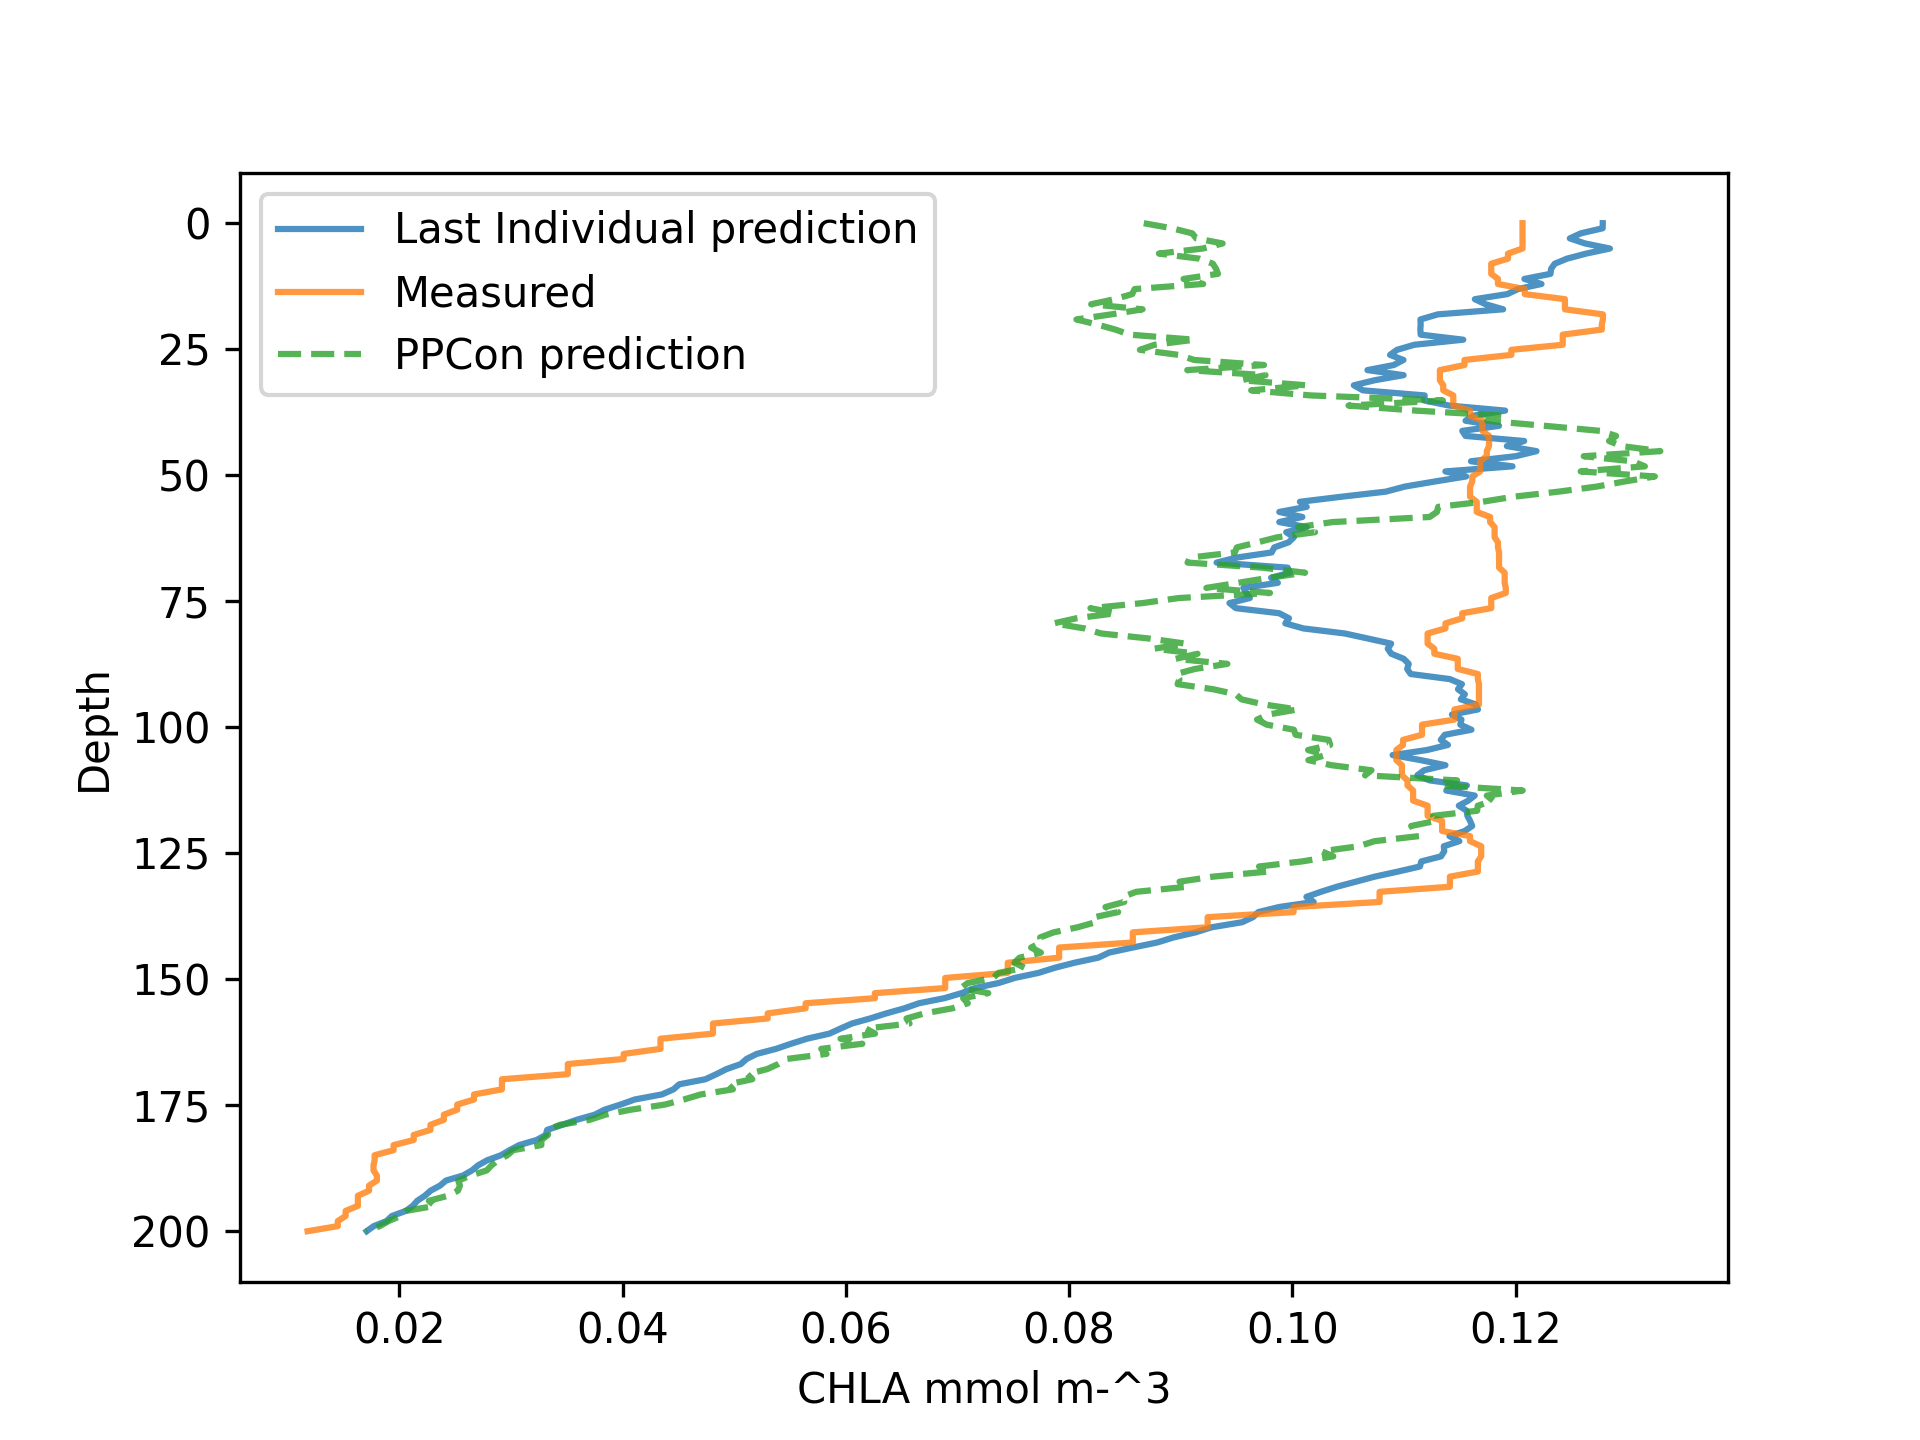 Last Individual prediction
Measured
PPCon prediction
0
25
50
75
100
125
150
175
200
Depth
0.02 0.04 0.06 0.08 0.10 0.12
CHLA mmol m-^3